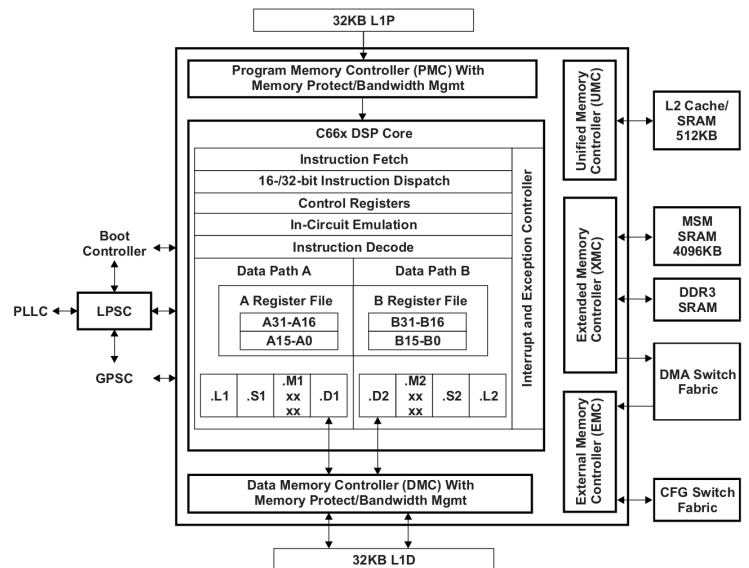 32KB L1P
Program Memory Controller (PMC) With
Memory Protect/Bandwidth Mgmt
C66x DSP Core
Instruction Fetch
16-/32-bit Instruction Dispatch
Control Registers
In-Circuit Emulation
Instruction Decode
Data Path A
Data Path B
A Register File
B Register File
A31-A16
A15-A0
B31-B16
B15-B0
.L1
.S1
.M1
xx
xx
.D1
.D2
.M2
xx
xx
.S2
.L2
Interrupt and Exception Controller
Data Memory Controller (DMC) With
Memory Protect/Bandwidth Mgmt
32KB L1D
Boot
Controller
PLLC
LPSC
GPSC
Unified Memory
Controller (UMC)
Extended Memory
Controller (XMC)
External Memory
Controller (EMC)
L2 Cache/
SRAM
512KB
MSM
SRAM
4096KB
DDR3
SRAM
DMA Switch
Fabric
CFG Switch
Fabric